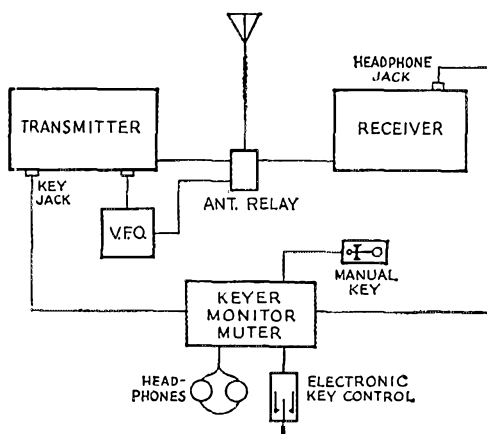 HEADPHONE
JACK
TRANSMITTER
RECEIVER
KEY
JACK
V.F.O.
ANT. RELAY
MANUAL
KEY
KEYER
MONITOR
MUTER
HEAD-
PHONES
ELECTRONIC
KEY CONTROL